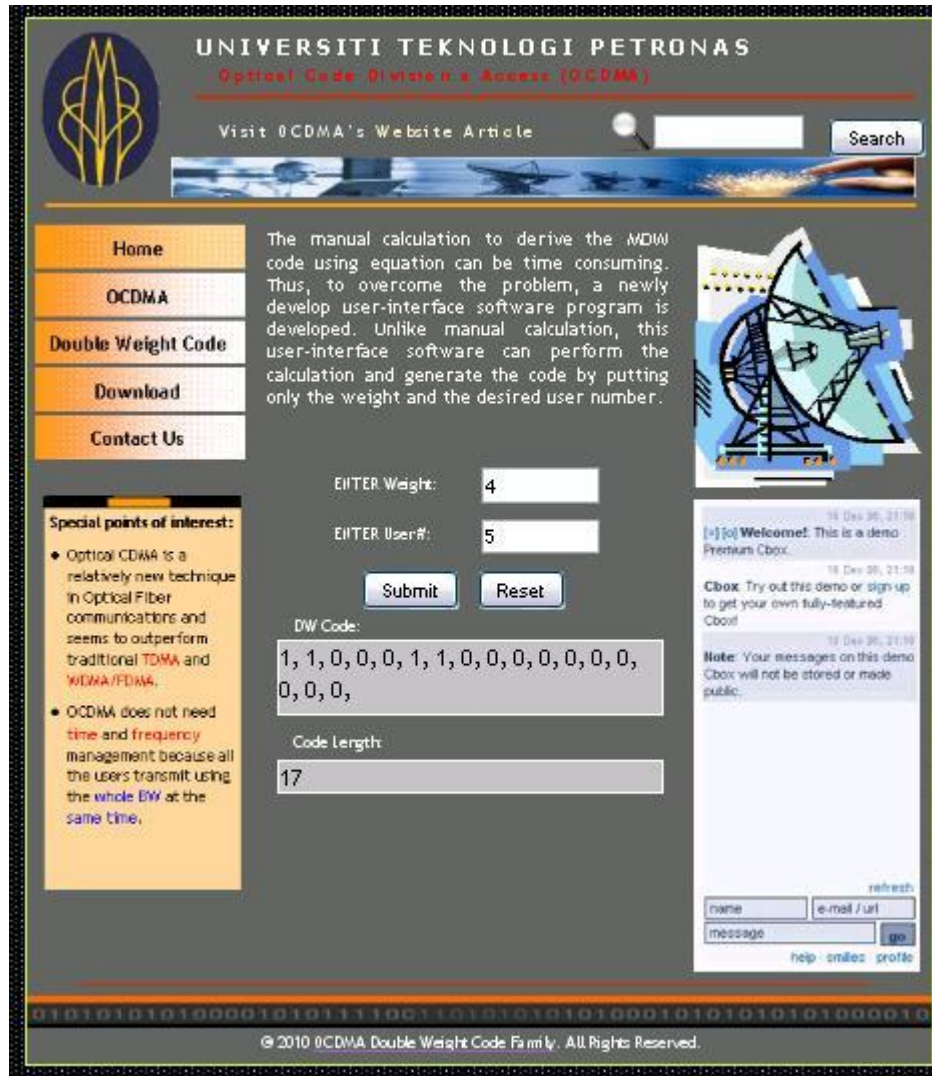 UNIVERSITI TEKNOLOGI PETRONAS
Optical Code Division's Access (OCDMA)
Visit OCDMA's Website Article
Search
Home
OCDMA
Double Weight Code
Download
Contact Us
The manual calculation to derive the MDW
code using equation can be time consuming.
Thus, to overcome the problem, a newly
develop user-interface software program is
developed. Unlike manual calculation, this
user-interface software can perform the
calculation and generate the code by putting
only the weight and the desired user number.
ENTER Weight:
4
ENTER User#:
5
Submit
Reset
DW Code:
1, 1, 0, 0, 0, 1, 1, 0, 0, 0, 0, 0, 0, 0,
0, 0, 0,
Code Length:
17
Special points of interest:
• Optical CDMA is a
relatively new technique
in Optical Fiber
communications and
seems to outperform
traditional TDMA and
WDMA/FDMA.
• OCDMA does not need
time and frequency
management because all
the users transmit using
the whole BW at the
same time.
[×] [o] Welcome! This is a demo
Premium Cbox.
Cbox: Try out this demo or sign up
to get your own fully-featured
Cbox!
Note: Your messages on this demo
Cbox will not be stored or made
public.
refresh
name
e-mail / url
message
go
help · smilies · profile
© 2010 OCDMA Double Weight Code Family. All Rights Reserved.